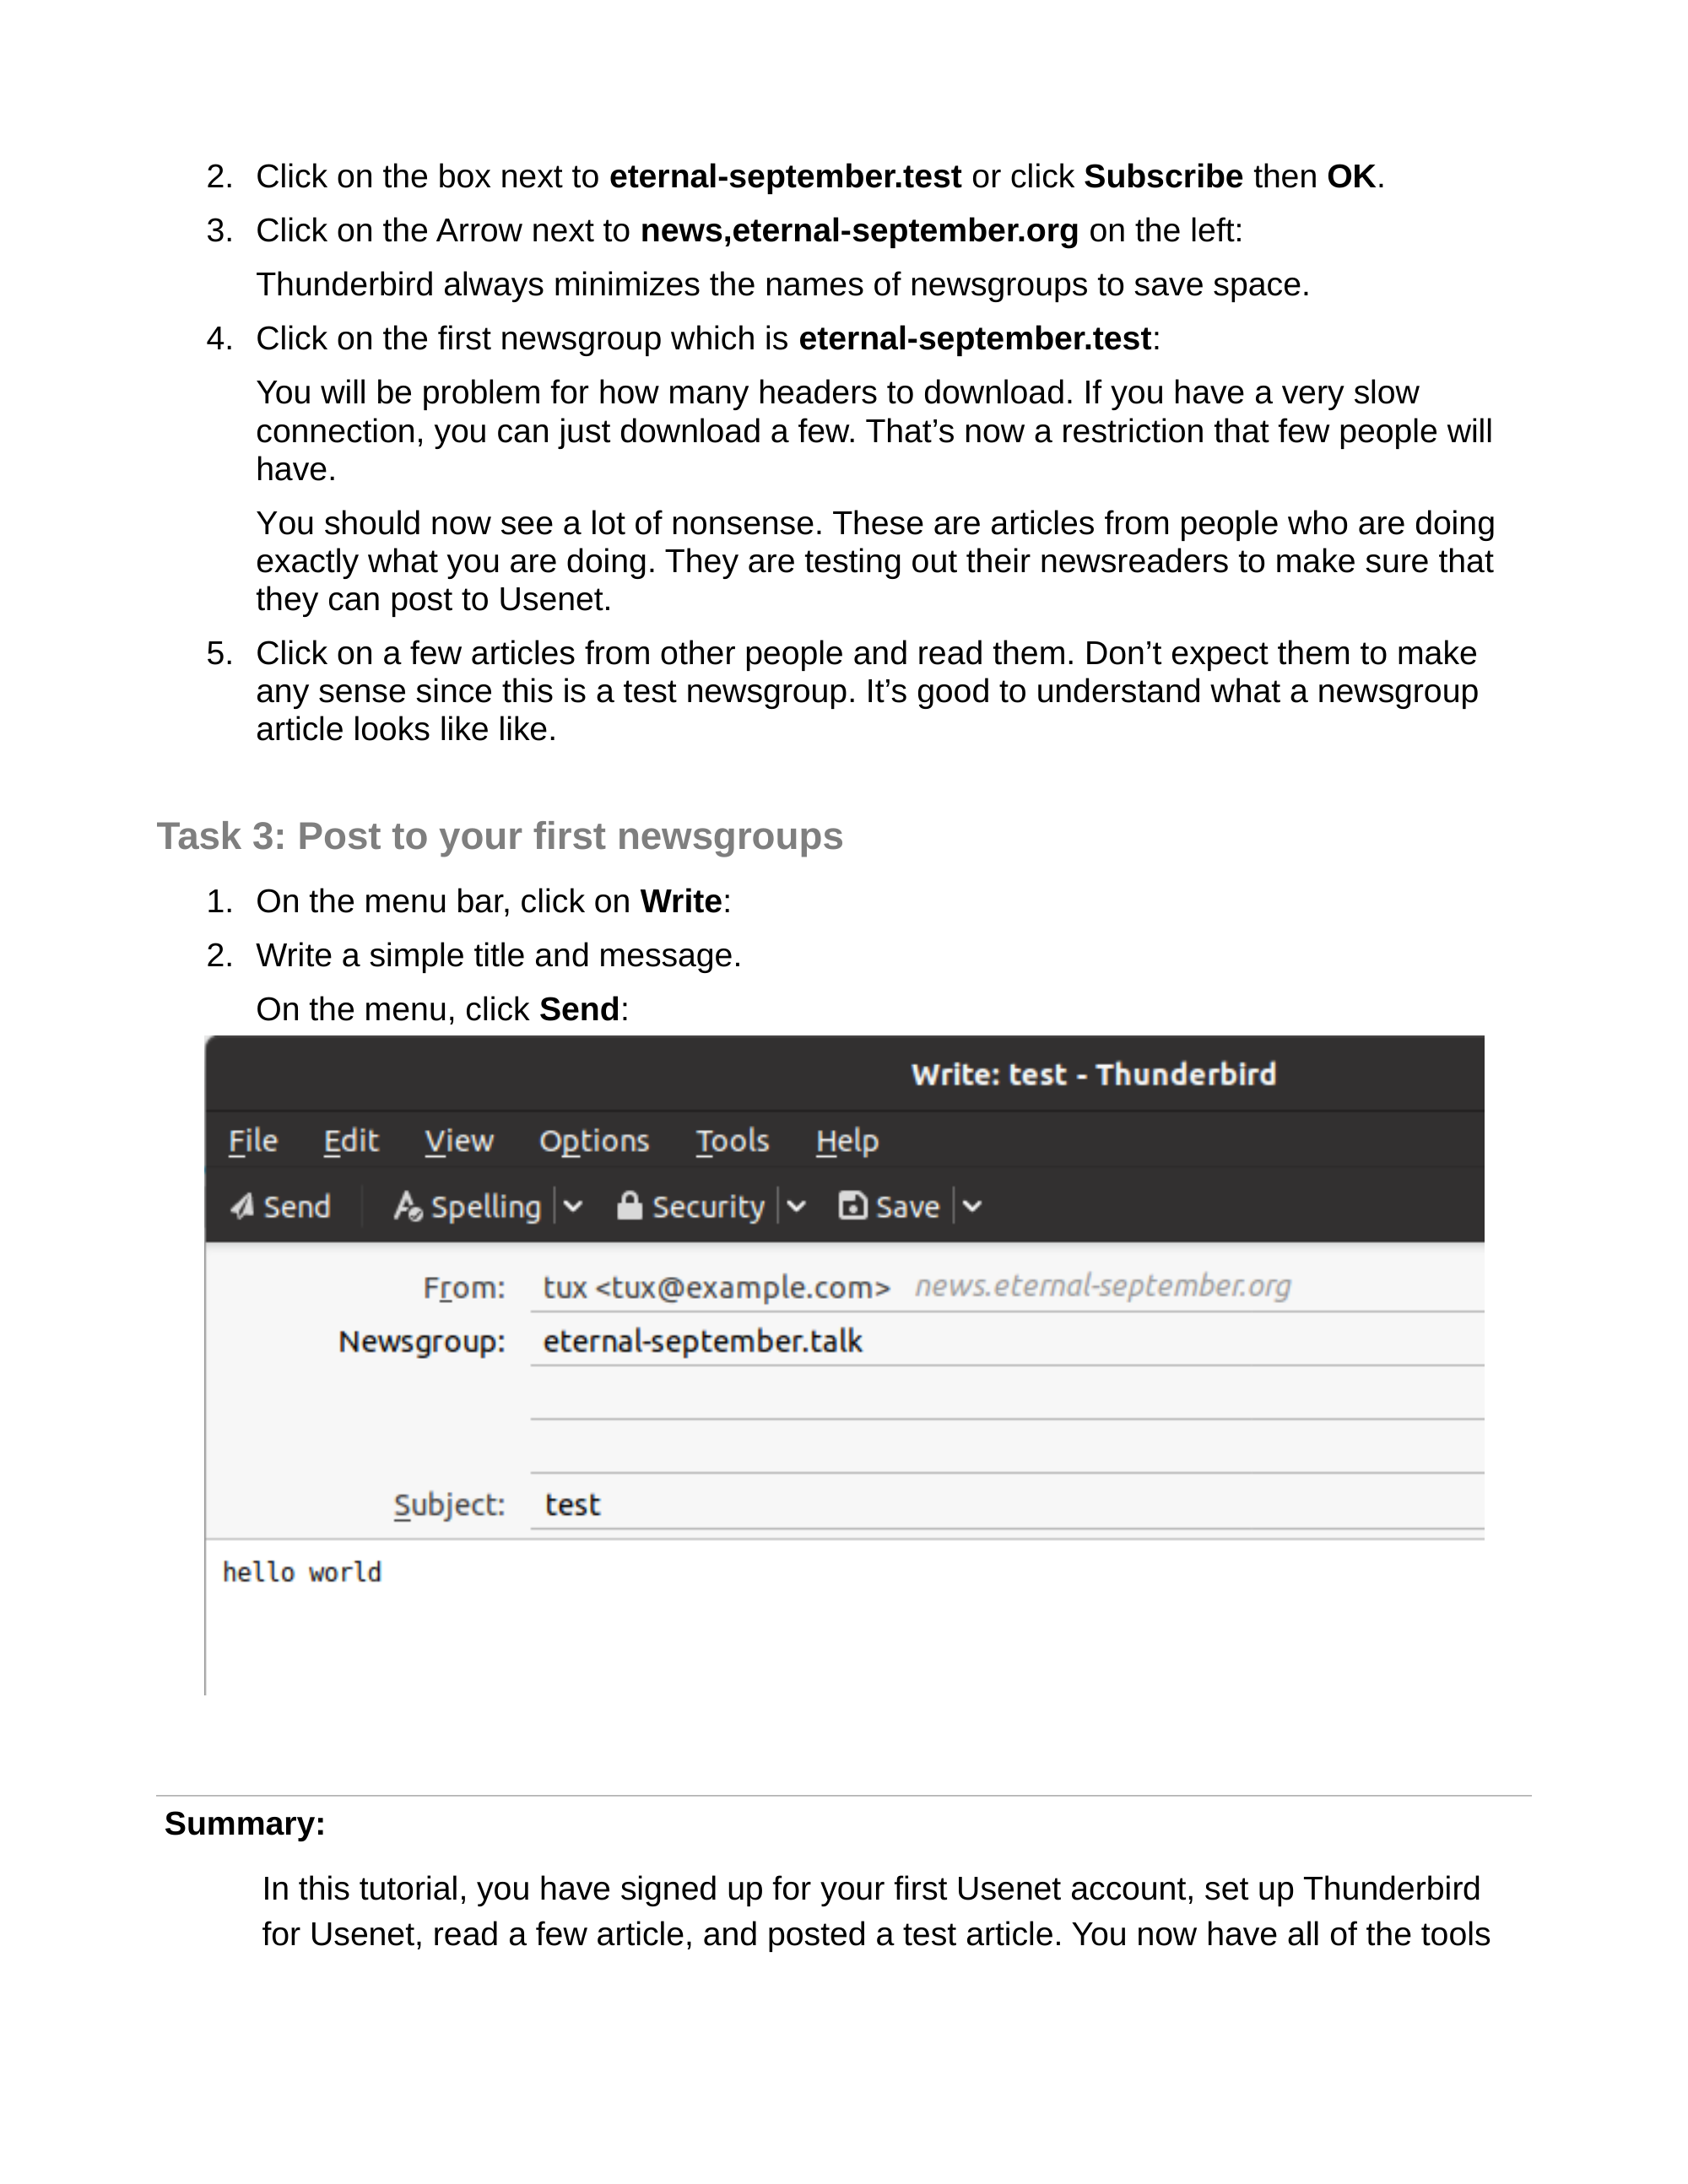 2. Click on the box next to eternal-september.test or click Subscribe then OK.
3. Click on the Arrow next to news,eternal-september.org on the left:
Thunderbird always minimizes the names of newsgroups to save space.
4. Click on the first newsgroup which is eternal-september.test:
You will be problem for how many headers to download. If you have a very slow
connection, you can just download a few. That’s now a restriction that few people will
have.
You should now see a lot of nonsense. These are articles from people who are doing
exactly what you are doing. They are testing out their newsreaders to make sure that
they can post to Usenet.
5. Click on a few articles from other people and read them. Don’t expect them to make
any sense since this is a test newsgroup. It’s good to understand what a newsgroup
article looks like like.
Task 3: Post to your first newsgroups
1. On the menu bar, click on Write:
2. Write a simple title and message.
On the menu, click Send:
Write: test - Thunderbird
File Edit View Options Tools Help
Send Spelling Security Save
From: tux <tux@example.com> news.eternal-september.org
Newsgroup: eternal-september.talk
Subject: test
hello world
Summary:
In this tutorial, you have signed up for your first Usenet account, set up Thunderbird
for Usenet, read a few article, and posted a test article. You now have all of the tools